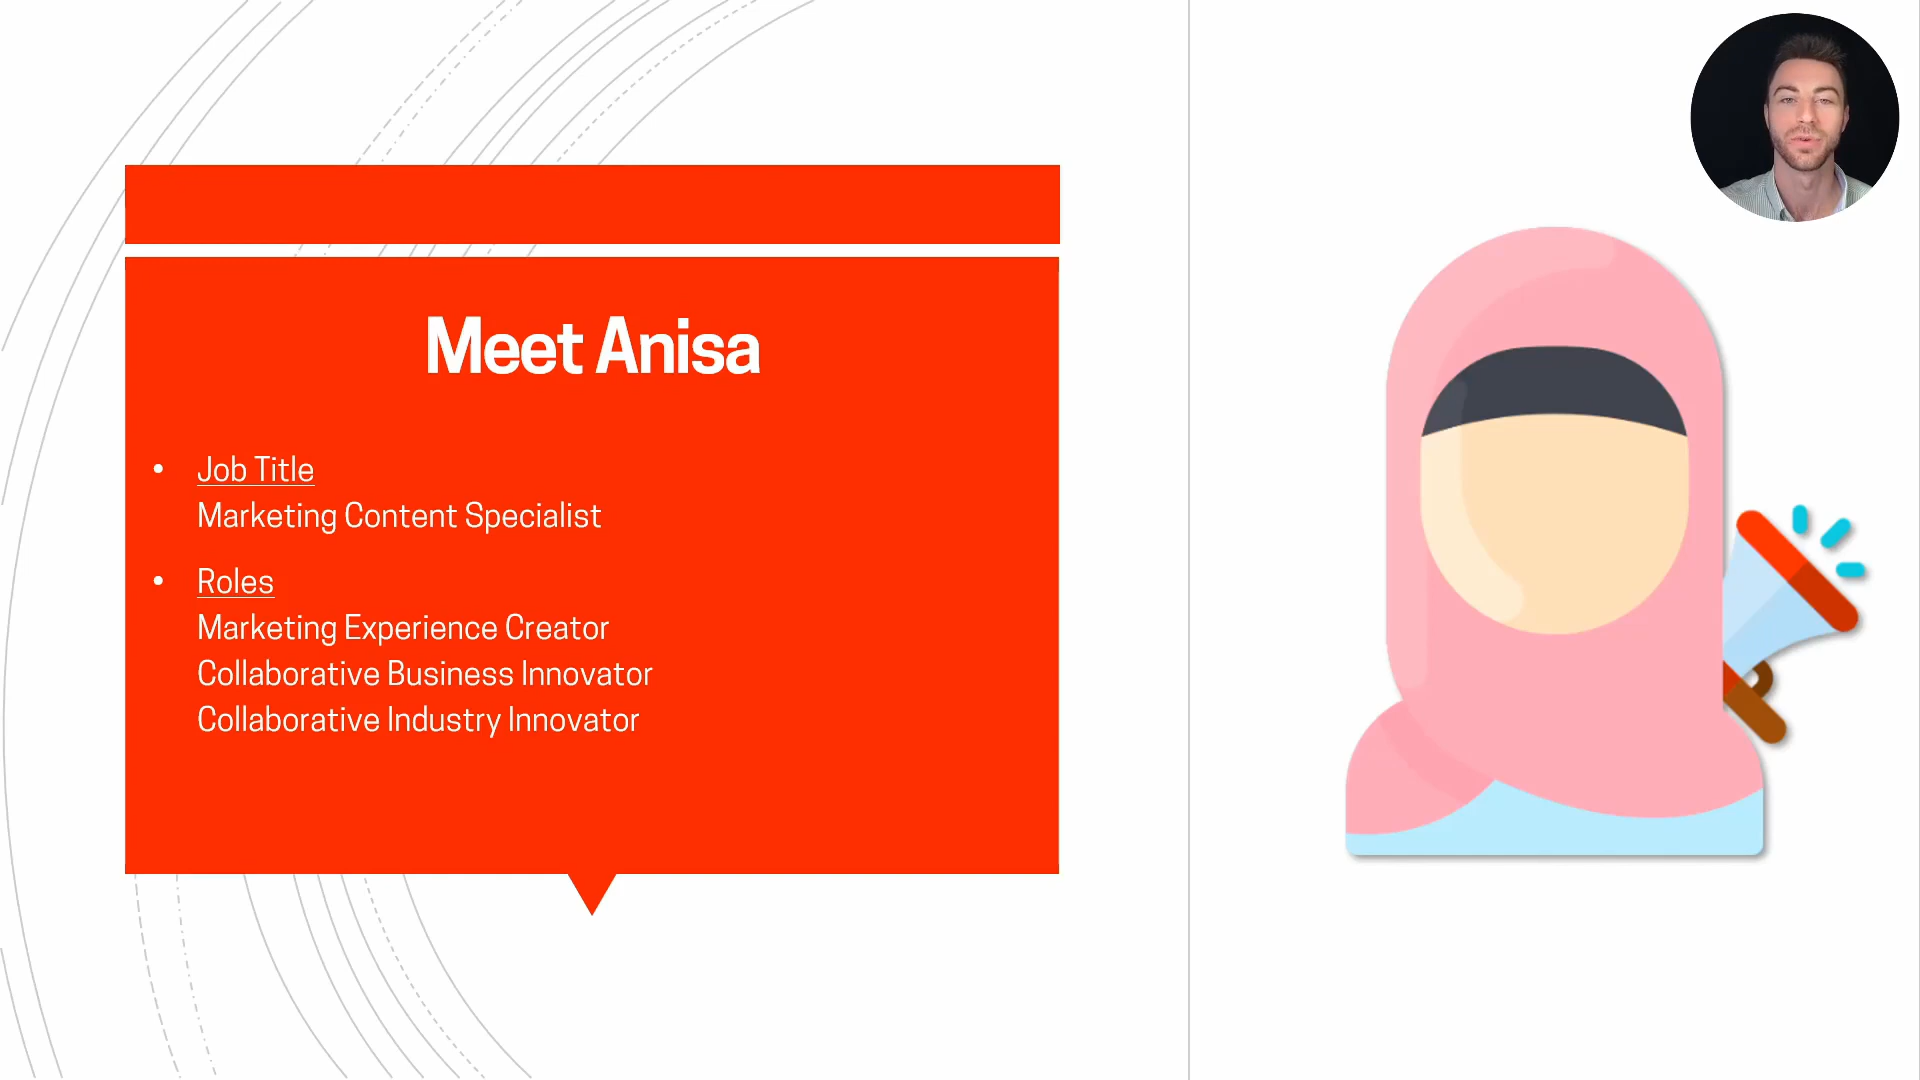 Meet Anisa
• Job Title
Marketing Content Specialist
• Roles
Marketing Experience Creator
Collaborative Business Innovator
Collaborative Industry Innovator